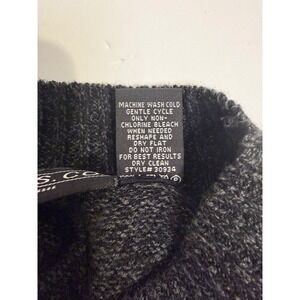 MACHINE WASH COLD
GENTLE CYCLE
ONLY NON-
CHLORINE BLEACH
WHEN NEEDED
RESHAPE AND
DRY FLAT
DO NOT IRON
FOR BEST RESULTS
DRY CLEAN
STYLE# 30934
S. CO